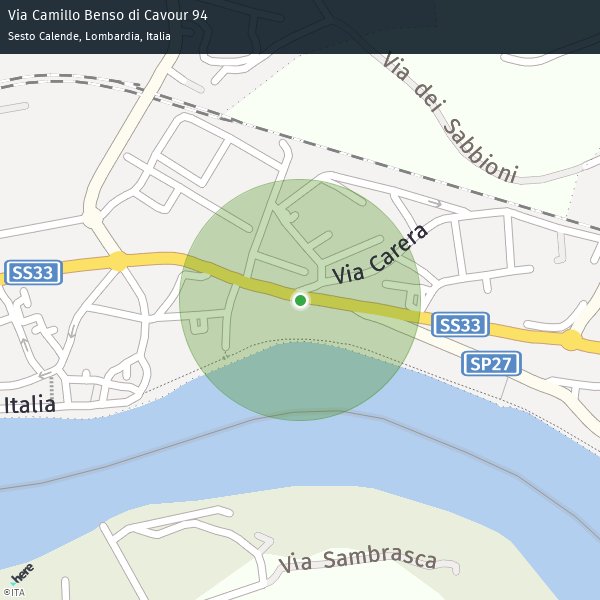 Via Camillo Benso di Cavour 94
Sesto Calende, Lombardia, Italia
Via dei Sabbioni
Via Carera
SS33
SS33
SP27
Italia
Via Sambrasca
here
©ITA